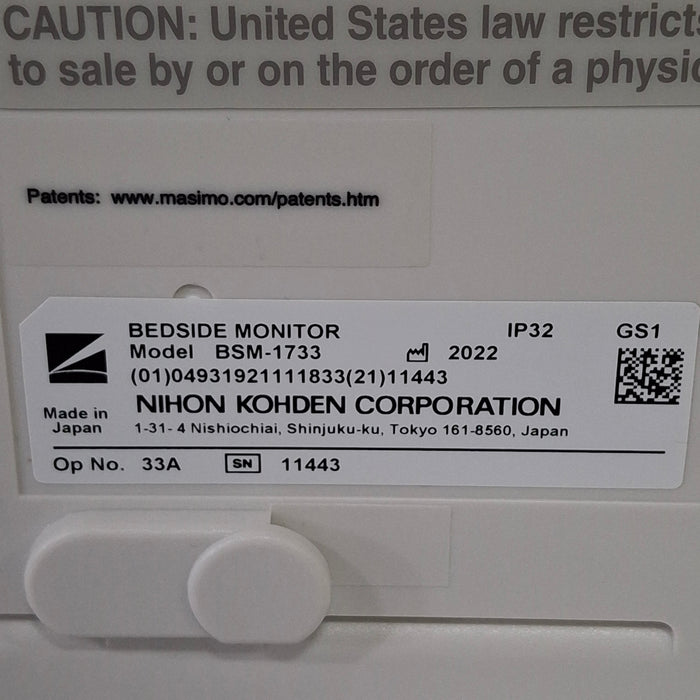 CAUTION: United States law restricts
to sale by or on the order of a
Patents: www.masimo.com/patents.htm
BEDSIDE MONITOR IP32 GS1
Model BSM-1733 2022
(01)04931921111833(21)11443
Made in Japan
NIHON KOHDEN CORPORATION
1-31-4 Nishiochiai, Shinjuku-ku, Tokyo 161-8560, Japan
Op No. 33A SN 11443